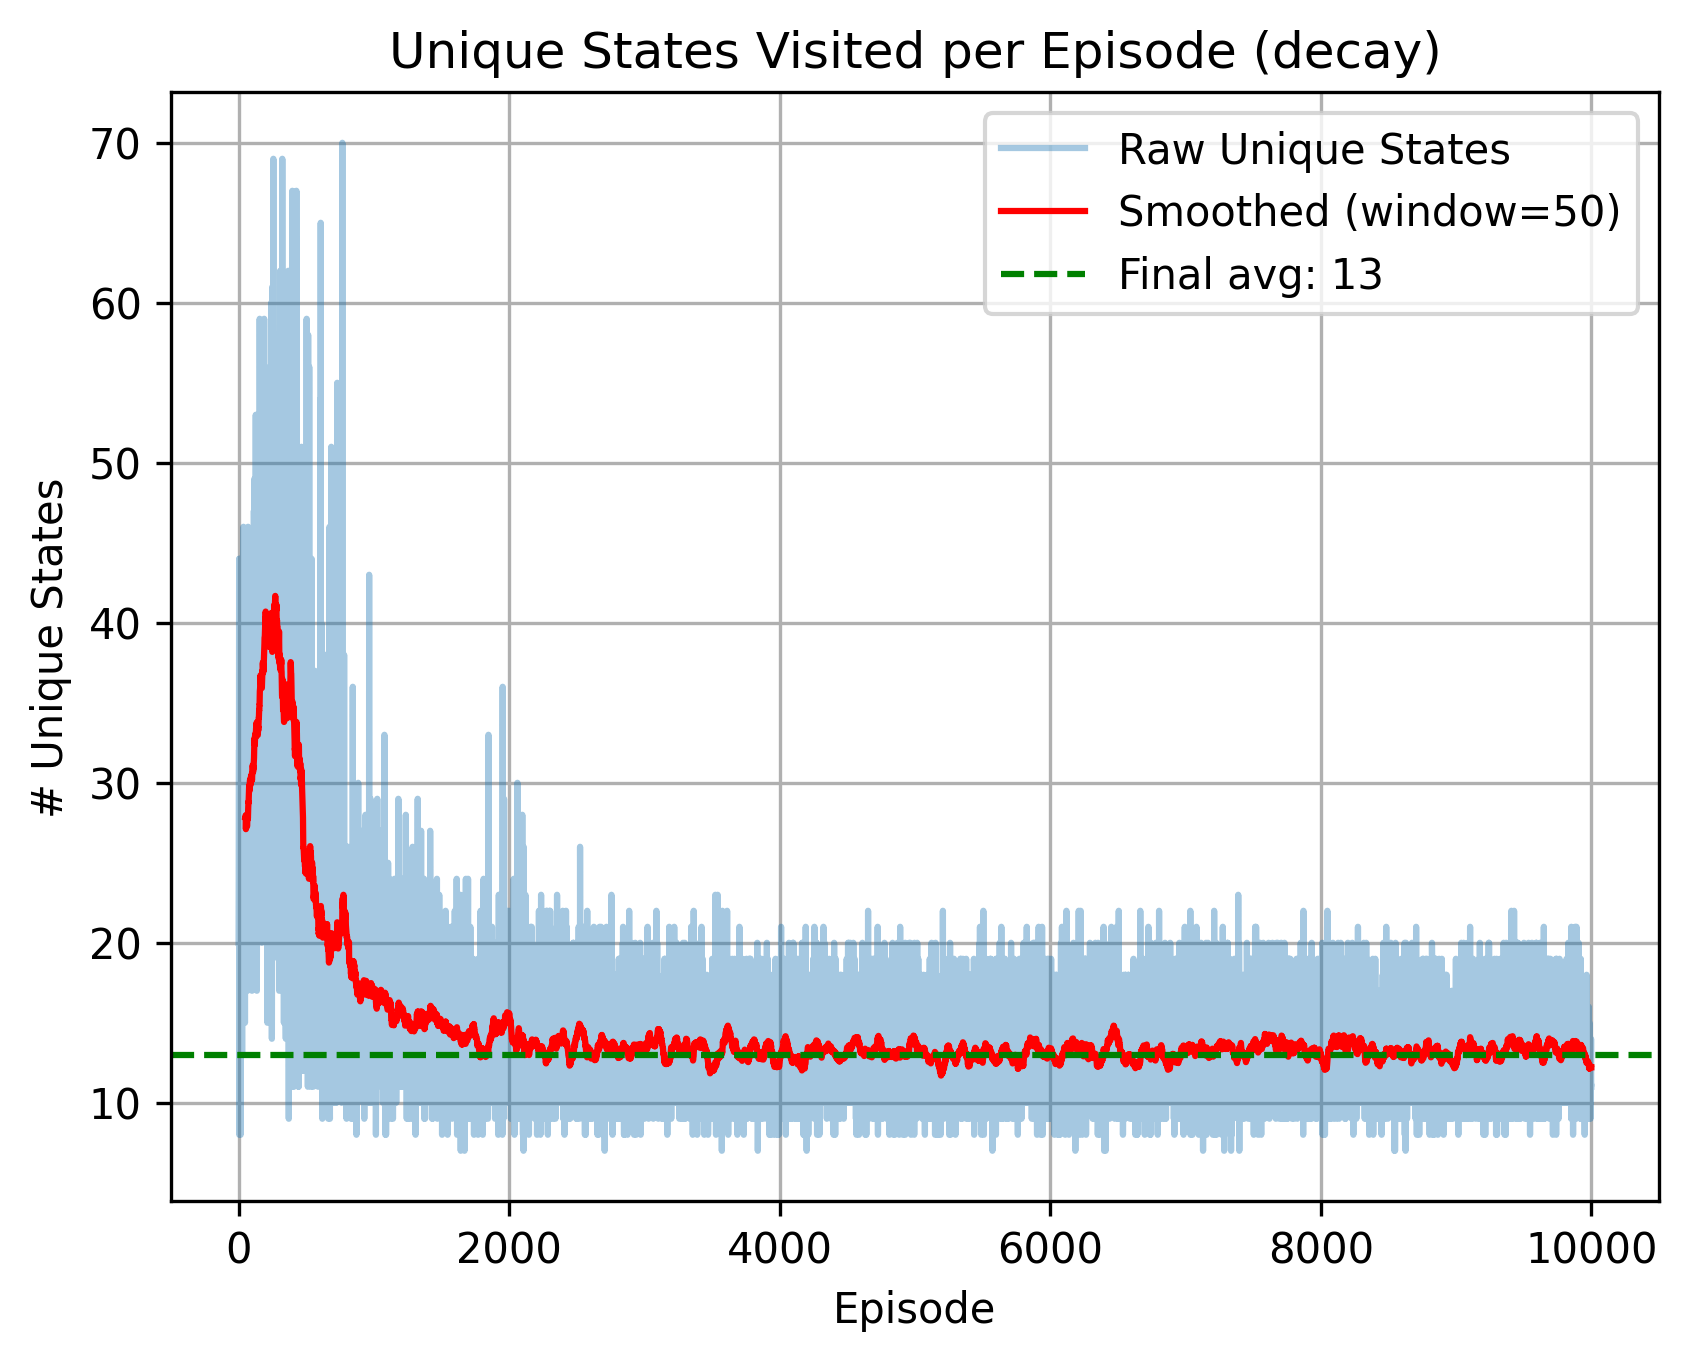 Unique States Visited per Episode (decay)
Raw Unique States
Smoothed (window=50)
Final avg: 13
# Unique States
70
60
50
40
30
20
10
0
2000
4000
6000
8000
10000
Episode